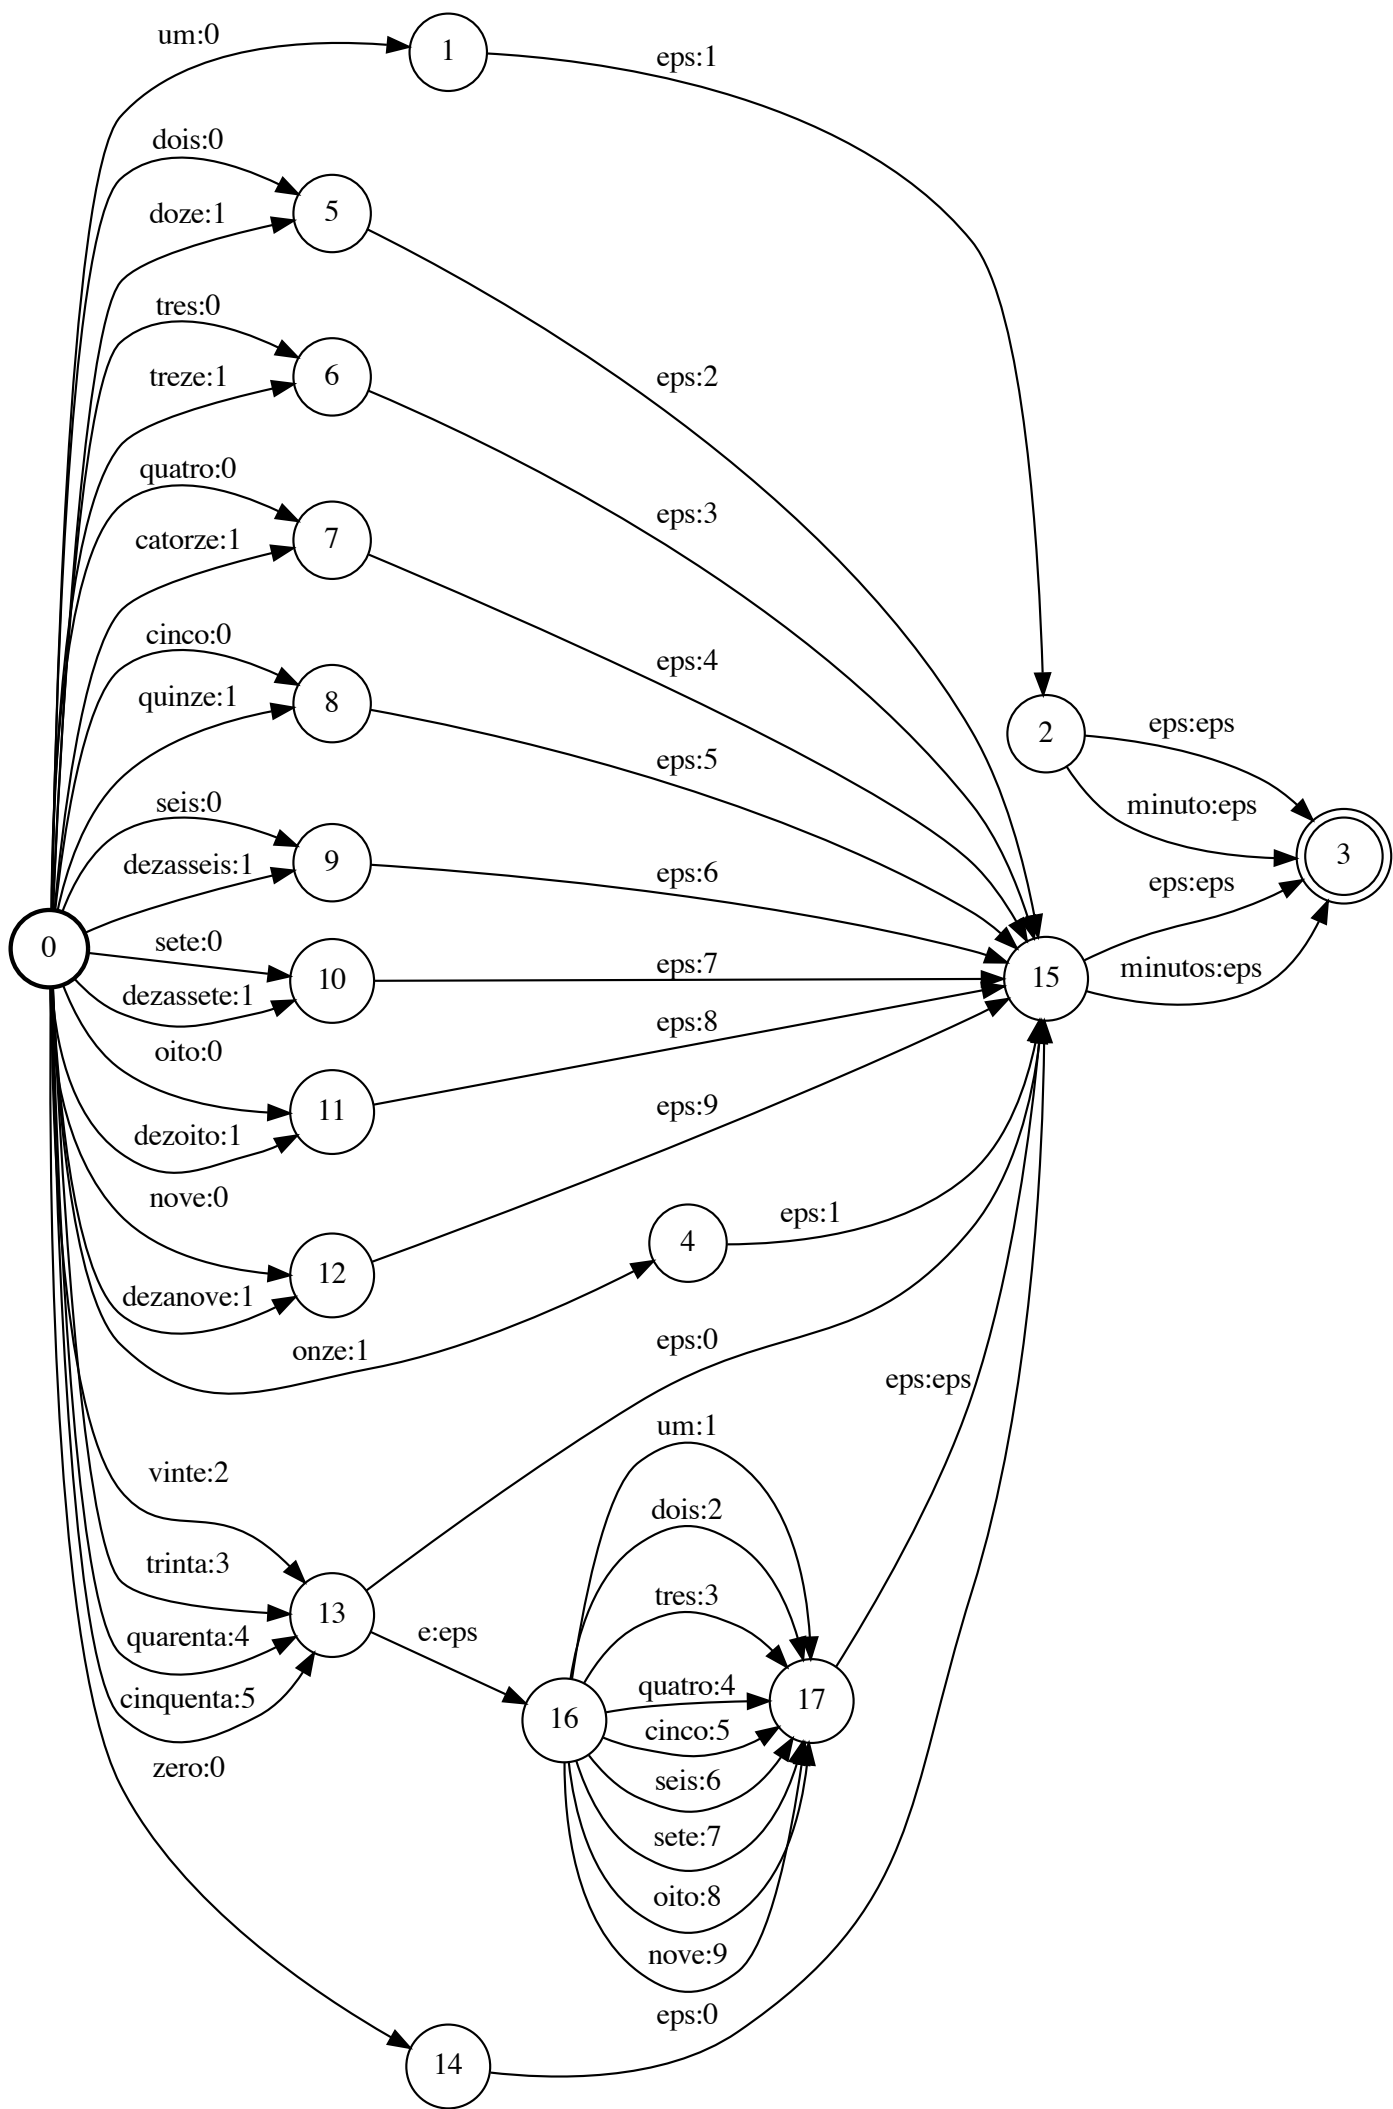 um:0
1
eps:1
dois:0
5
doze:1
tres:0
6
treze:1
eps:2
quatro:0
7
catorze:1
eps:3
cinco:0
8
quinze:1
eps:4
2
eps:eps
minuto:eps
eps:5
seis:0
9
dezasseis:1
eps:6
3
eps:eps
0
sete:0
10
dezassete:1
eps:7
15
minutos:eps
oito:0
11
dezoito:1
eps:8
nove:0
12
dezanove:1
eps:9
4
eps:1
onze:1
eps:0
eps:eps
vinte:2
trinta:3
13
quarenta:4
cinquenta:5
e:eps
um:1
dois:2
tres:3
16
quatro:4
17
cinco:5
seis:6
sete:7
oito:8
nove:9
zero:0
14
eps:0